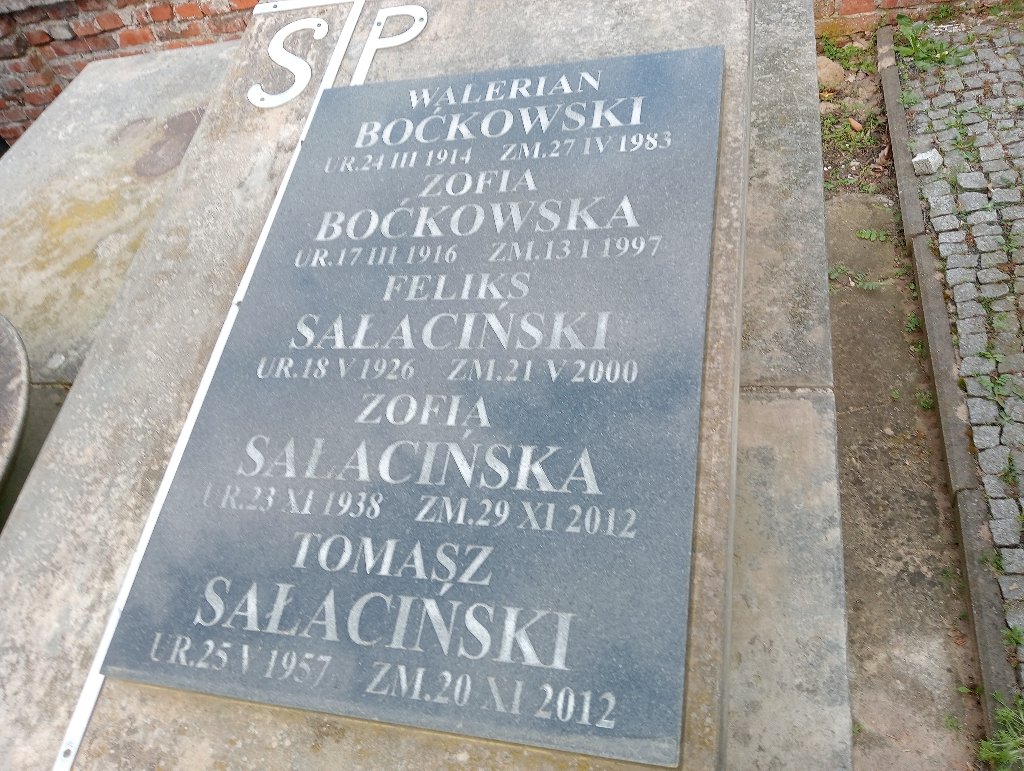 ŚP
WALERIAN
BOĆKOWSKI
UR.24 III 1914 ZM.27 IV 1983
ZOFIA
BOĆKOWSKA
UR.17 III 1916 ZM.13 I 1997
FELIKS
SAŁACIŃSKI
UR.18 V 1926 ZM.21 V 2000
ZOFIA
SAŁACIŃSKA
UR.23 XI 1938 ZM.29 XI 2012
TOMASZ
SAŁACIŃSKI
UR.25 V 1957 ZM.20 XI 2012